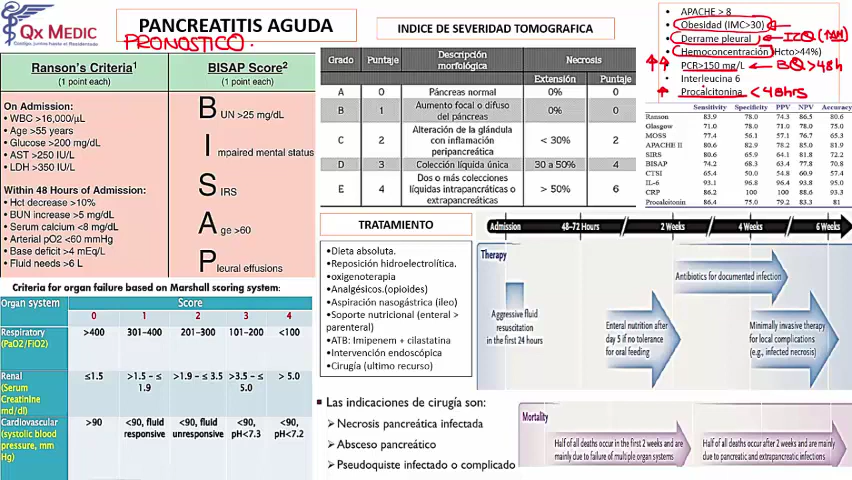 Qx MEDIC
Construyendo el futuro, Juntos Hasta el Residentado
PANCREATITIS AGUDA
PRONOSTICO.
Ranson's Criteria¹
(1 point each)
On Admission:
• WBC >16,000/µL
• Age >55 years
• Glucose >200 mg/dL
• AST >250 IU/L
• LDH >350 IU/L
Within 48 Hours of Admission:
• Hct decrease >10%
• BUN increase >5 mg/dL
• Serum calcium <8 mg/dL
• Arterial pO2 <60 mmHg
• Base deficit >4 mEq/L
• Fluid needs >6 L
BISAP Score²
(1 point each)
BUN >25 mg/dL
Impaired mental status
SIRS
Age >60
Pleural effusions
Criteria for organ failure based on Marshall scoring system:
Organ system Score
0 1 2 3 4
Respiratory (PaO2/FiO2) >400 301–400 201–300 101–200 <100
Renal (Serum Creatinine md/dl) ≤1.5 >1.5 – ≤ 1.9 >1.9 – ≤ 3.5 >3.5 – ≤ 5.0 > 5.0
Cardiovascular (systolic blood pressure, mm Hg) >90 <90, fluid responsive <90, fluid unresponsive <90, pH<7.3 <90, pH<7.2
INDICE DE SEVERIDAD TOMOGRAFICA
Grado Puntaje Descripción morfológica Necrosis
Extensión Puntaje
A 0 Páncreas normal 0% 0
B 1 Aumento focal o difuso del páncreas 0% 0
C 2 Alteración de la glándula con inflamación peripancreática < 30% 2
D 3 Colección líquida única 30 a 50% 4
E 4 Dos o más colecciones líquidas intrapancráticas o extrapancreáticas > 50% 6
TRATAMIENTO
• Dieta absoluta.
• Reposición hidroelectrolítica.
• oxigenoterapia
• Analgésicos.(opioides)
• Aspiración nasogástrica (íleo)
• Soporte nutricional (enteral > parenteral)
• ATB: Imipenem + cilastatina
• Intervención endoscópica
• Cirugía (ultimo recurso)
▪ Las indicaciones de cirugía son:
➢ Necrosis pancreática infectada
➢ Absceso pancreático
➢ Pseudoquiste infectado o complicado
• APACHE > 8
• Obesidad (IMC>30)
• Derrame pleural
• Hemoconcentración (Hcto>44%)
• PCR>150 mg/L
>48h
• Interleucina 6
• Procalcitonina
<48hrs
Sensitivity Specificity PPV NPV Accuracy
Ranson 83.9 78.0 74.3 86.5 80.6
Glasgow 71.0 78.0 71.0 78.0 75.0
MOSS 77.4 56.1 57.1 76.7 65.3
APACHE II 80.6 82.9 78.2 85.0 81.9
SIRS 80.6 65.9 64.1 81.8 72.2
BISAP 74.2 68.3 63.4 77.8 70.8
CTSI 65.4 50.0 54.8 60.9 57.4
IL-6 93.1 96.8 96.4 93.8 95.0
CRP 86.2 100 100 88.6 93.3
Procalcitonin 86.4 75.0 79.2 83.3 81
Admission 48–72 Hours 2 Weeks 4 Weeks 6 Weeks
Therapy
Aggressive fluid resuscitation in the first 24 hours
Enteral nutrition after day 5 if no tolerance for oral feeding
Antibiotics for documented infection
Minimally invasive therapy for local complications (e.g., infected necrosis)
Mortality
Half of all deaths occur in the first 2 weeks and are mainly due to failure of multiple organ systems
Half of all deaths occur after 2 weeks and are mainly due to pancreatic and extrapancreatic infections